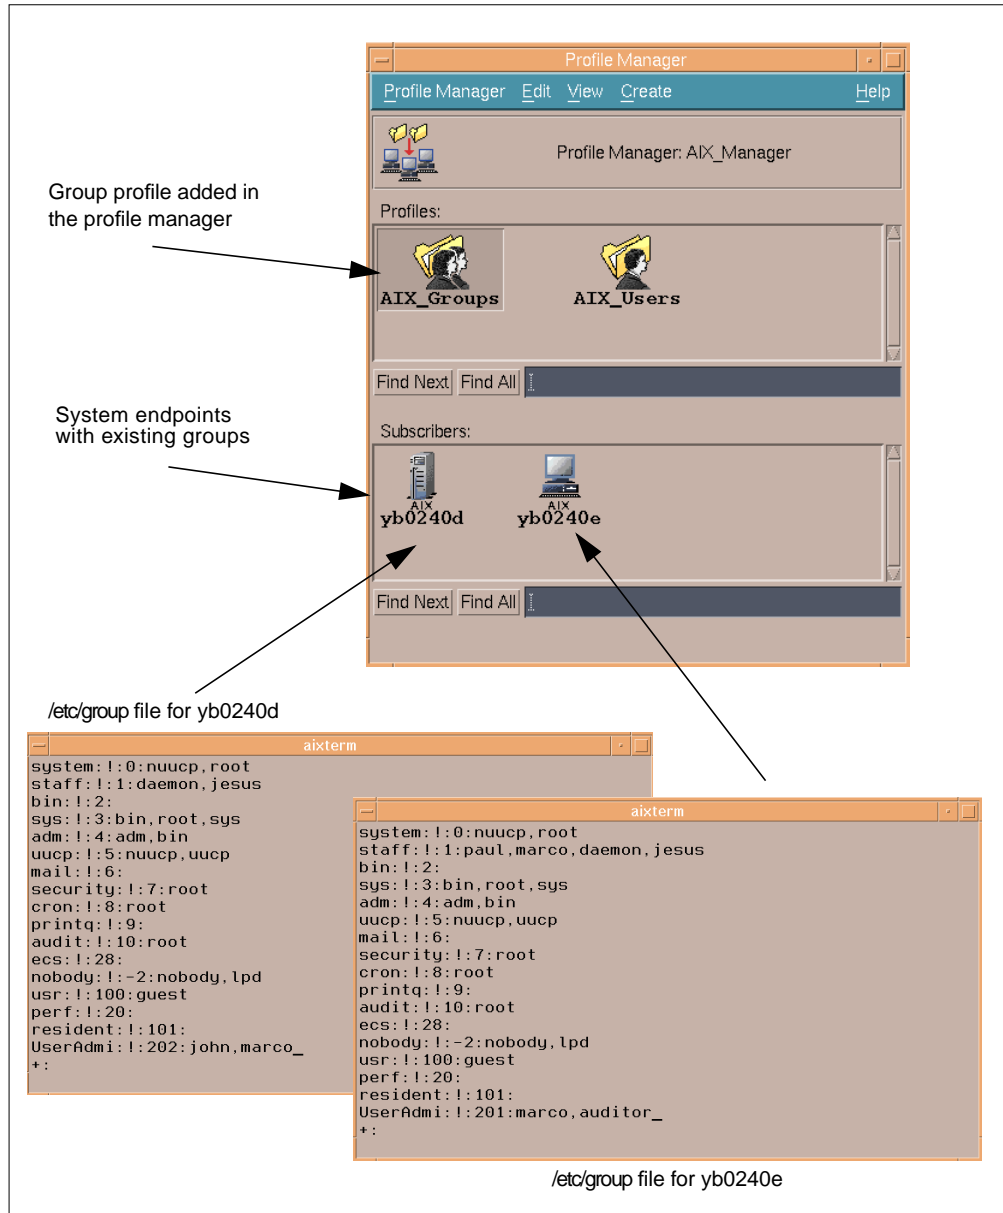 Profile Manager
Profile Manager Edit View Create Help
Profile Manager: AIX_Manager
Group profile added in
the profile manager
Profiles:
AIX_Groups AIX_Users
Find Next Find All
System endpoints
with existing groups
Subscribers:
AIX AIX
yb0240d yb0240e
Find Next Find All
/etc/group file for yb0240d
aixterm
system:!:0:nuucp,root
staff:!:1:daemon,jesus
bin:!:2:
sys:!:3:bin,root,sys
adm:!:4:adm,bin
uucp:!:5:nuucp,uucp
mail:!:6:
security:!:7:root
cron:!:8:root
printq:!:9:
audit:!:10:root
ecs:!:28:
nobody:!:-2:nobody,lpd
usr:!:100:guest
perf:!:20:
resident:!:101:
UserAdmi:!:202:john,marco_
+:
aixterm
system:!:0:nuucp,root
staff:!:1:paul,marco,daemon,jesus
bin:!:2:
sys:!:3:bin,root,sys
adm:!:4:adm,bin
uucp:!:5:nuucp,uucp
mail:!:6:
security:!:7:root
cron:!:8:root
printq:!:9:
audit:!:10:root
ecs:!:28:
nobody:!:-2:nobody,lpd
usr:!:100:guest
perf:!:20:
resident:!:101:
UserAdmi:!:201:marco,auditor_
+:
/etc/group file for yb0240e